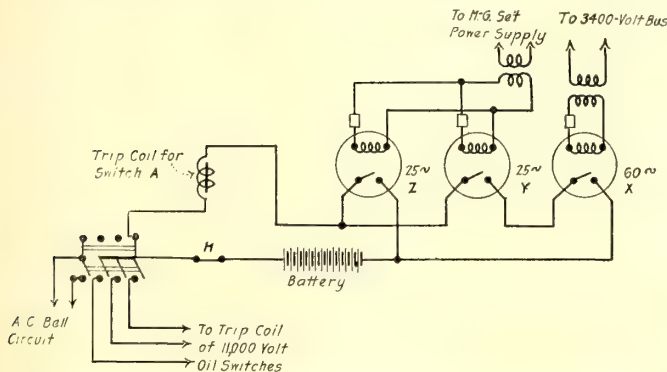 To M-G. Set
Power Supply
To 3400-Volt Bus
Trip Coil for
Switch A
25~
Z
25~
Y
60~
X
H
Battery
A C Bell
Circuit
To Trip Coil
of 11,000 Volt
Oil Switches